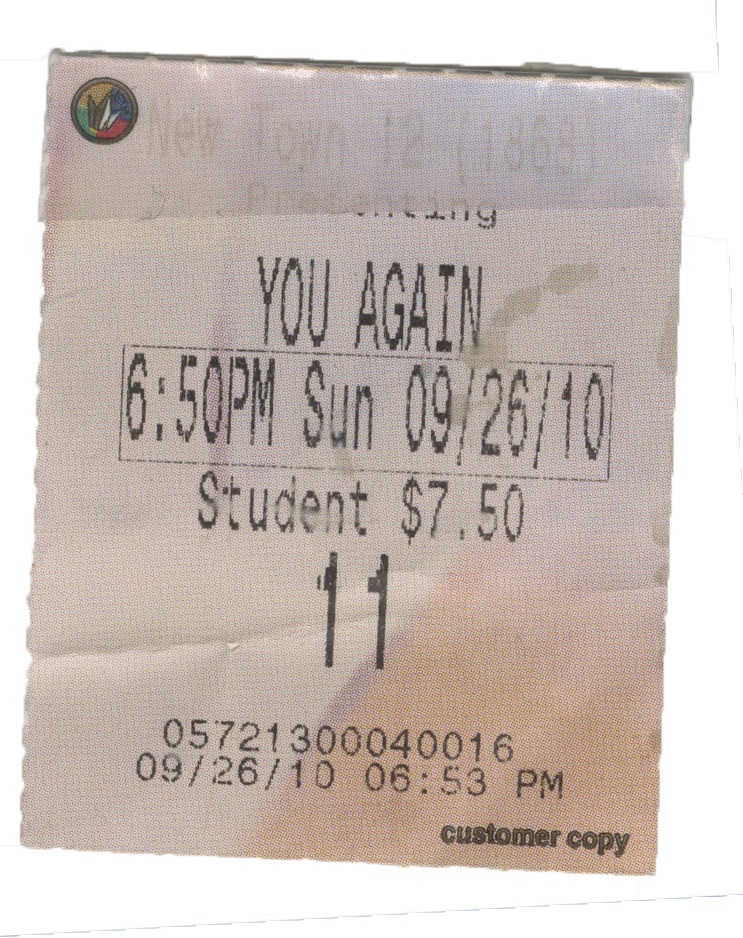 New Town 12 (1868)
Presenting
YOU AGAIN
6:50PM Sun 09/26/10
Student $7.50
11
05721300040016
09/26/10 06:53 PM
customer copy